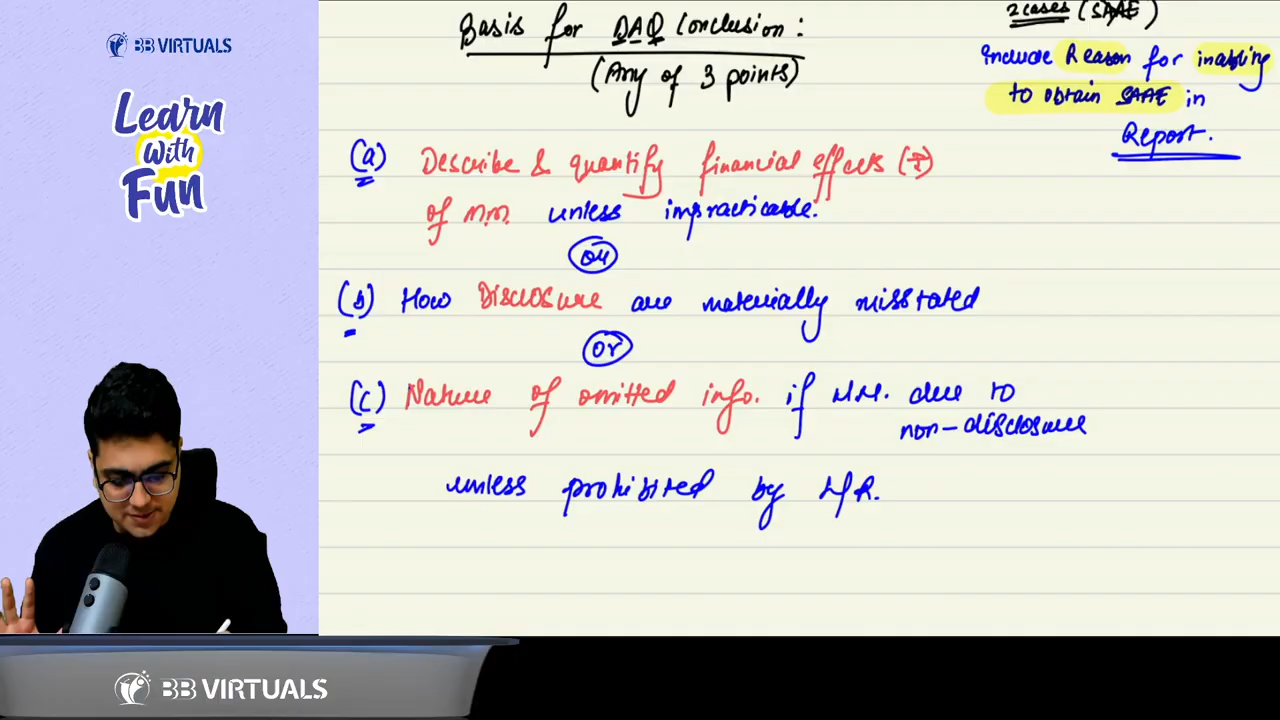 BB VIRTUALS
Learn
With
Fun
Basis for DAQ Conclusion :
(Any of 3 points)
2 cases (SAAE)
Include Reason for inability
to obtain SAAE in
Report.
(a) Describe & quantify financial effects (₹)
of M.M. unless impracticable.
OR
(b) How Disclosure are materially misstated
OR
(c) Nature of omitted info. if M.M. due to
non-disclosure
unless prohibited by L/R.
BB VIRTUALS